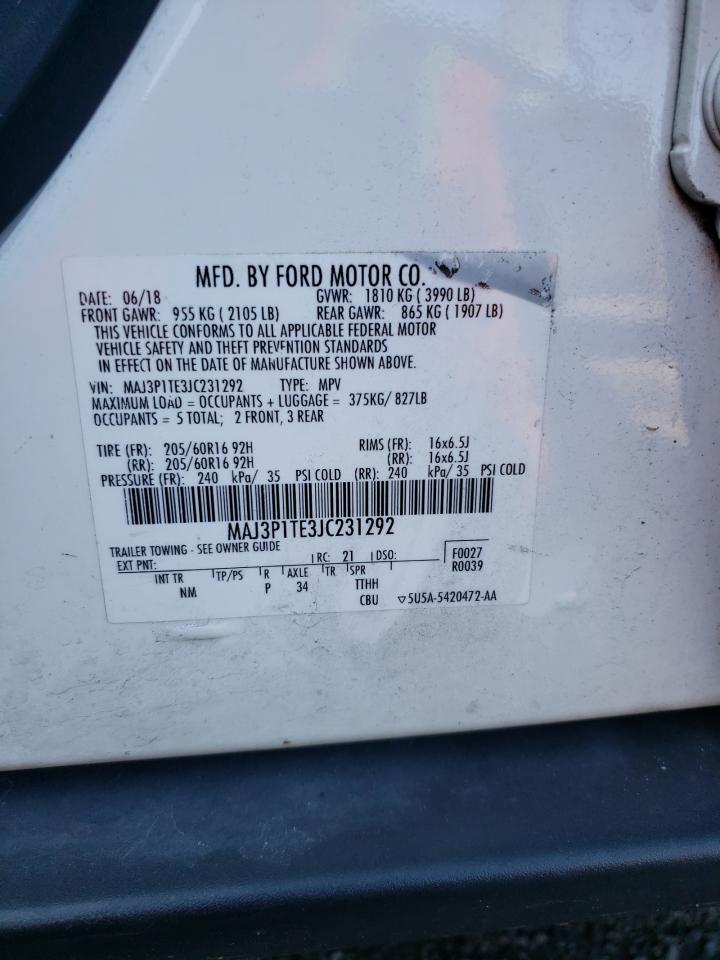 MFD. BY FORD MOTOR CO.
DATE: 06/18 GVWR: 1810 KG ( 3990 LB)
FRONT GAWR: 955 KG ( 2105 LB) REAR GAWR: 865 KG ( 1907 LB)
THIS VEHICLE CONFORMS TO ALL APPLICABLE FEDERAL MOTOR
VEHICLE SAFETY AND THEFT PREVENTION STANDARDS
IN EFFECT ON THE DATE OF MANUFACTURE SHOWN ABOVE.
VIN: MAJ3P1TE3JC231292 TYPE: MPV
MAXIMUM LOAD = OCCUPANTS + LUGGAGE = 375KG/ 827LB
OCCUPANTS = 5 TOTAL; 2 FRONT, 3 REAR
TIRE (FR): 205/60R16 92H RIMS (FR): 16x6.5J
(RR): 205/60R16 92H (RR): 16x6.5J
PRESSURE (FR): 240 kPa/ 35 PSI COLD (RR): 240 kPa/ 35 PSI COLD
MAJ3P1TE3JC231292
TRAILER TOWING - SEE OWNER GUIDE
EXT PNT: RC: 21 DSO: F0027
R0039
INT TR TP/PS R AXLE TR SPR
NM P 34 TTHH
CBU ▽5U5A-5420472-AA